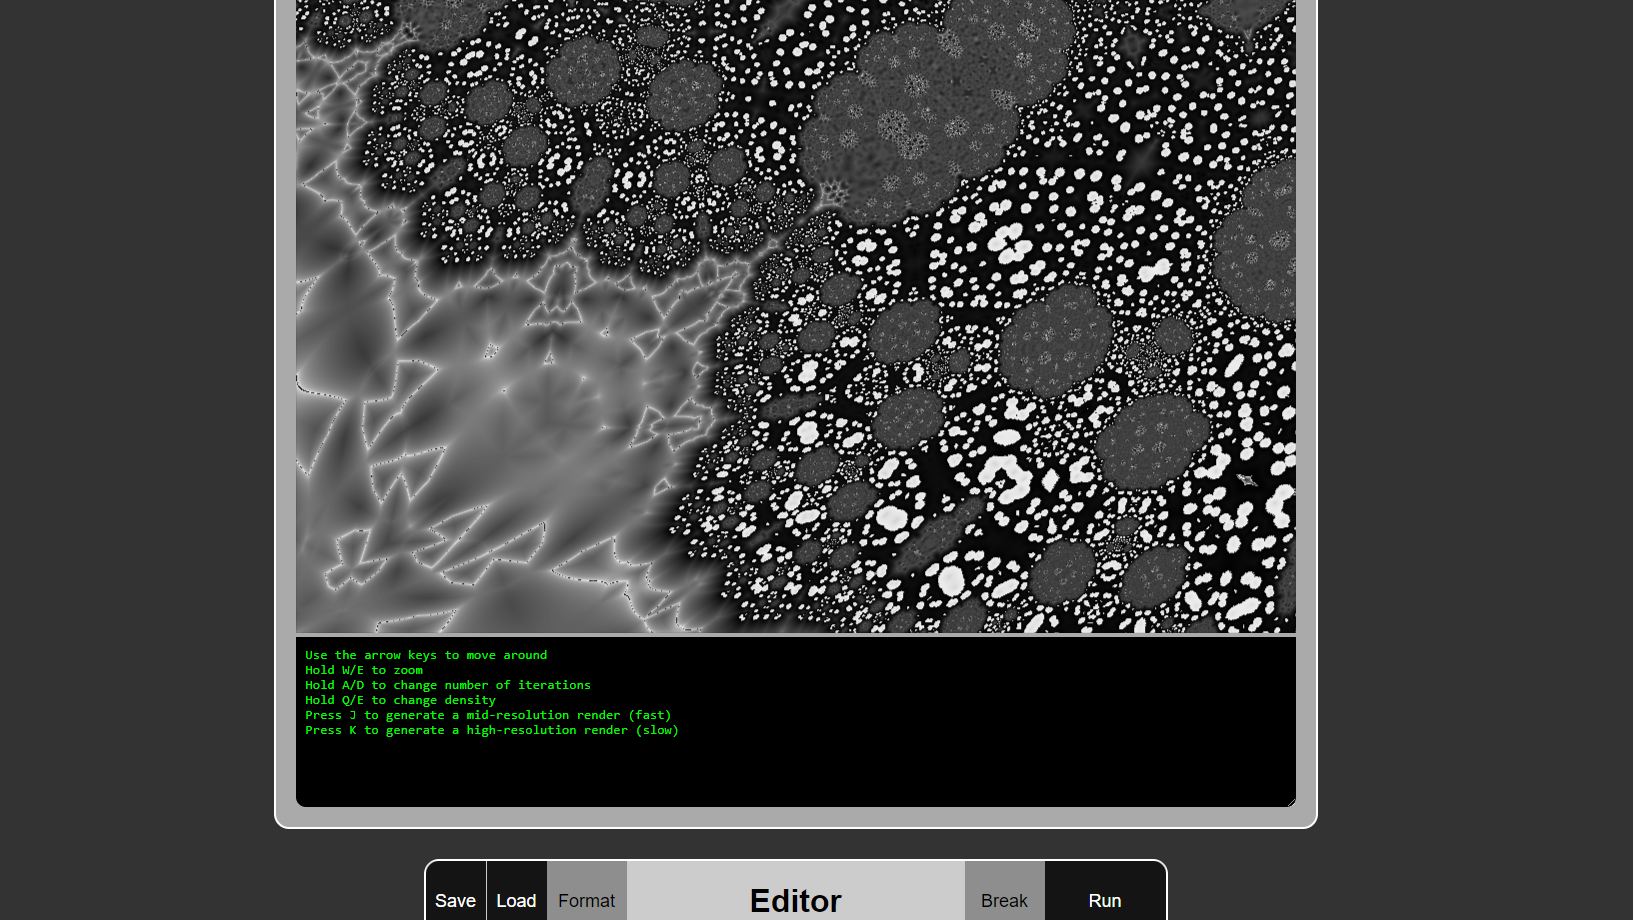 Use the arrow keys to move around
Hold W/E to zoom
Hold A/D to change number of iterations
Hold Q/E to change density
Press J to generate a mid-resolution render (fast)
Press K to generate a high-resolution render (slow)
Save Load Format Editor Break Run